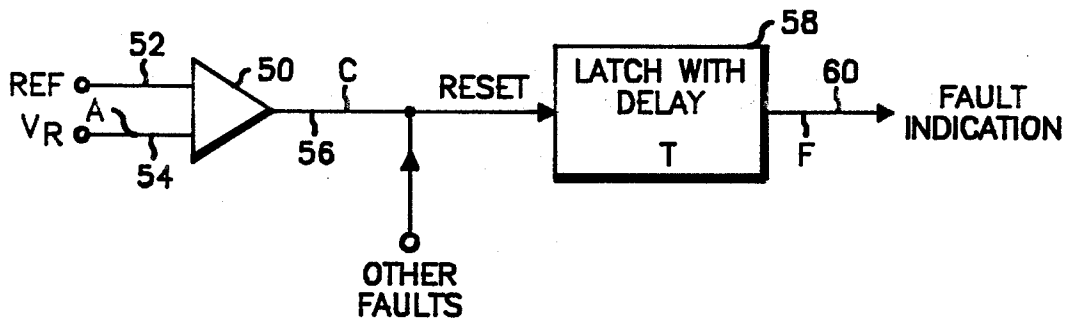 52
REF
50
A
VR
54
C
56
OTHER
FAULTS
RESET
58
LATCH WITH
DELAY
T
60
F
FAULT
INDICATION